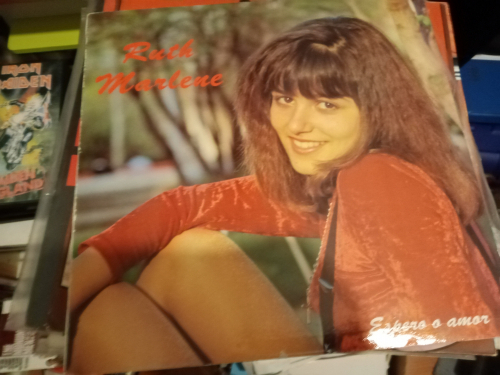 Ruth
Marlene
Espero o amor
IRON
MAIDEN